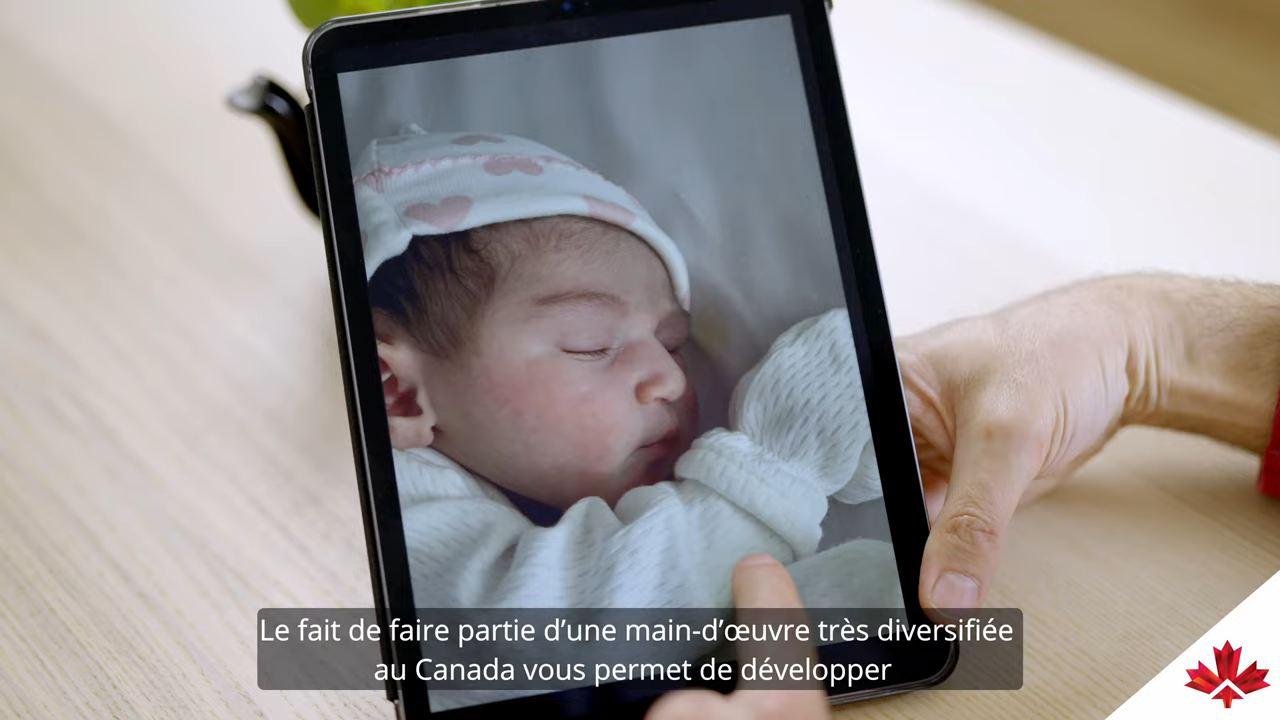 Le fait de faire partie d’une main-d’œuvre très diversifiée
au Canada vous permet de développer